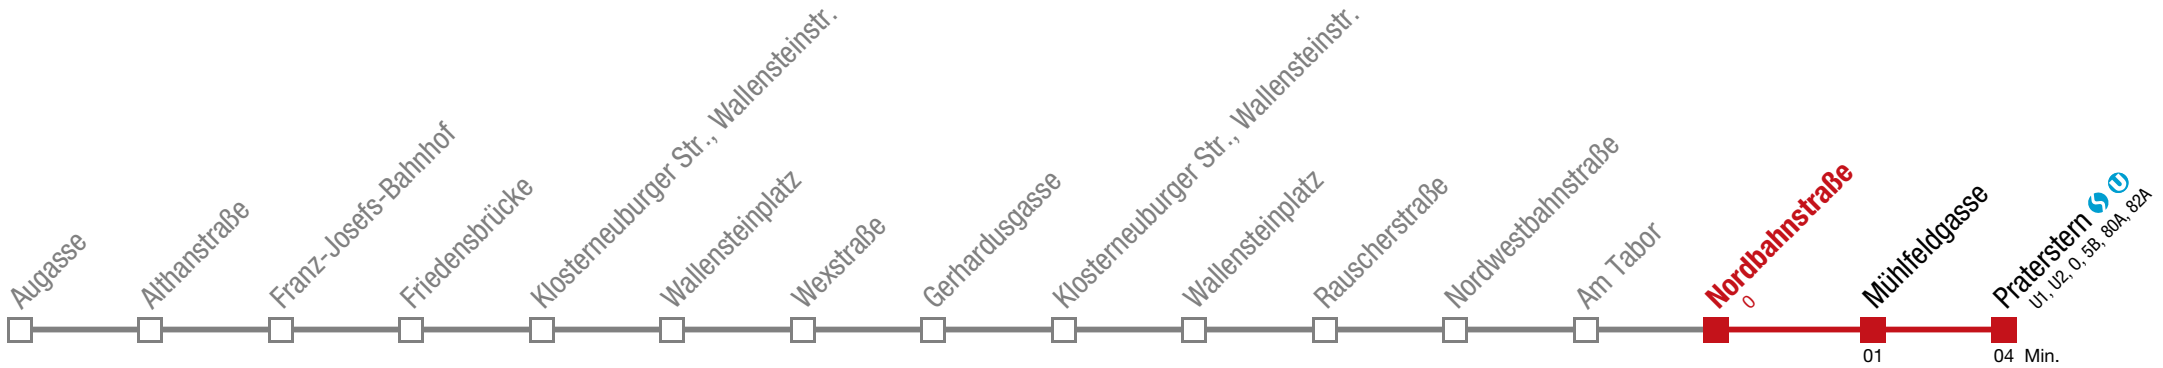 Augasse
Althanstraße
Franz-Josefs-Bahnhof
Friedensbrücke
Klosterneuburger Str., Wallensteinstr.
Wallensteinplatz
Wexstraße
Gerhardusgasse
Klosterneuburger Str., Wallensteinstr.
Wallensteinplatz
Rauscherstraße
Nordwestbahnstraße
Am Tabor
Nordbahnstraße
O
Mühlfeldgasse
Praterstern S U
U1, U2, O, 5B, 80A, 82A
01
04 Min.